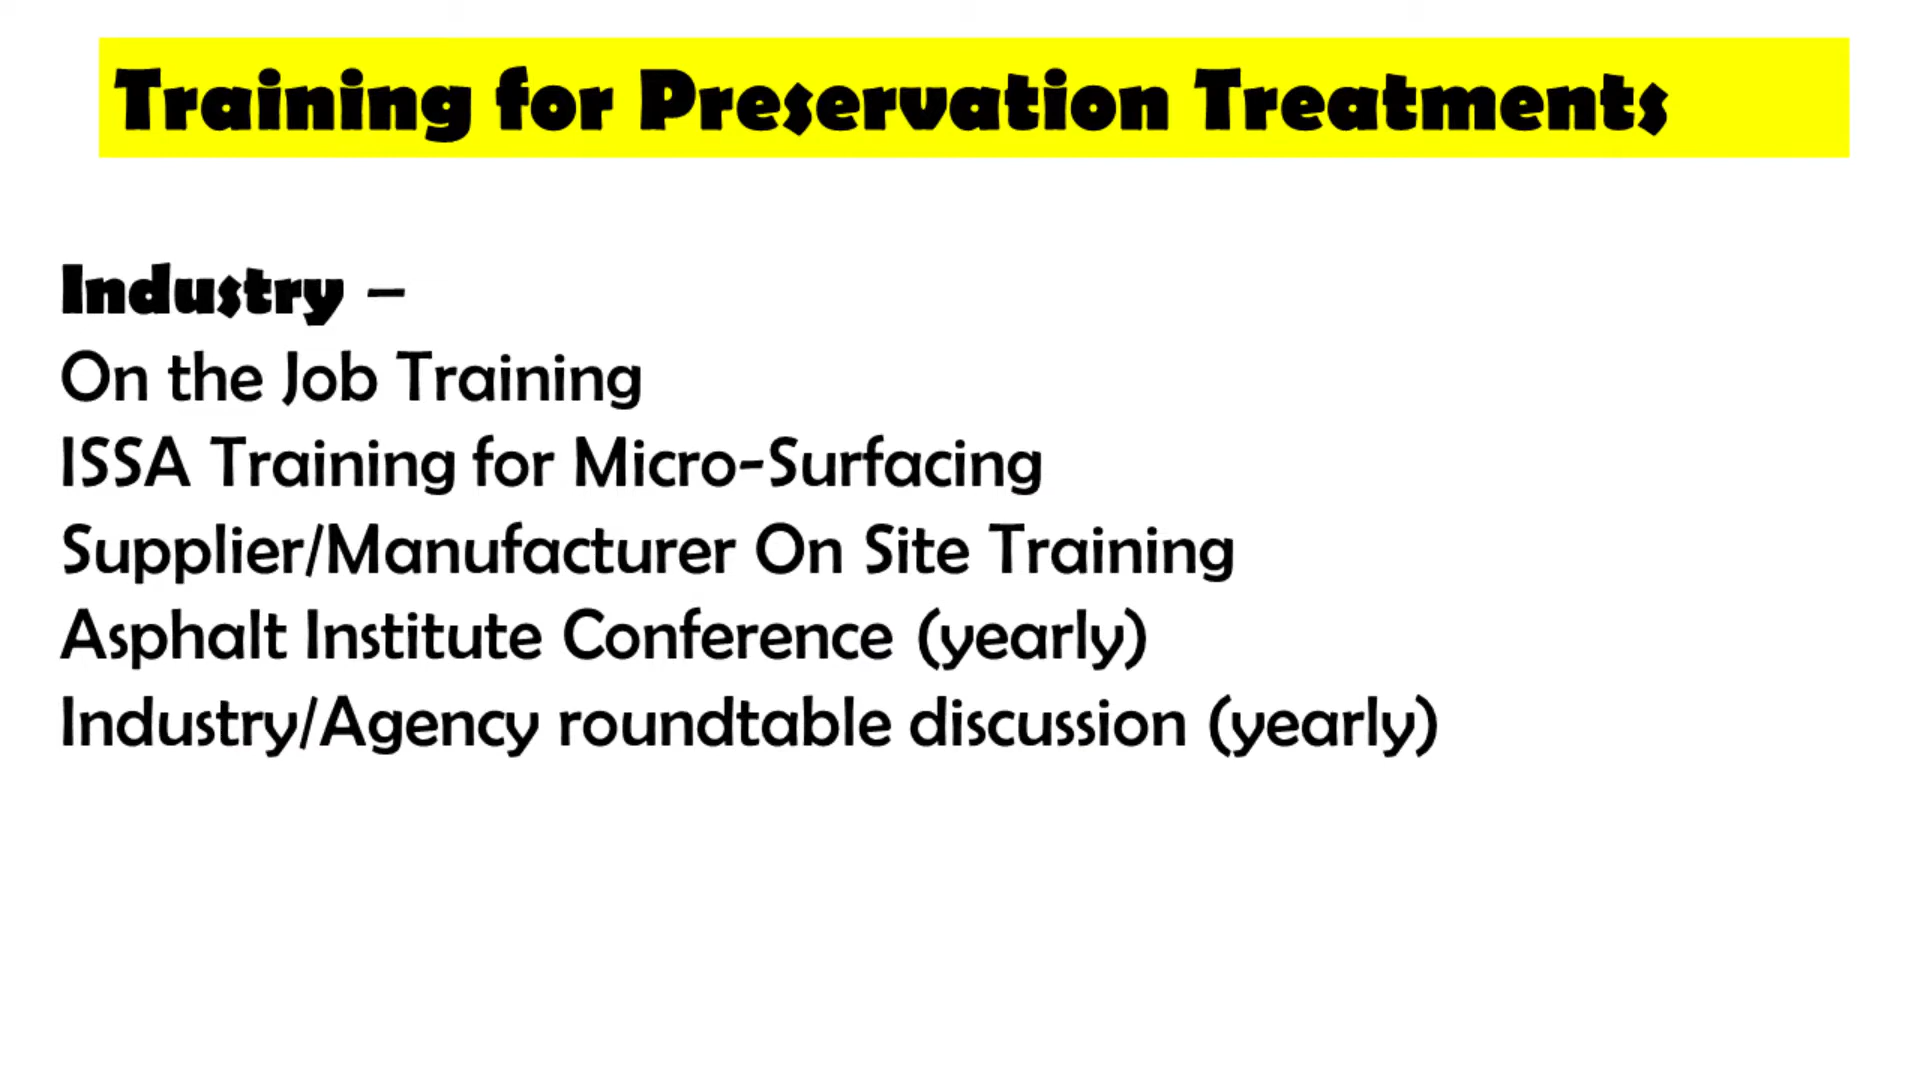 Training for Preservation Treatments
Industry –
On the Job Training
ISSA Training for Micro-Surfacing
Supplier/Manufacturer On Site Training
Asphalt Institute Conference (yearly)
Industry/Agency roundtable discussion (yearly)